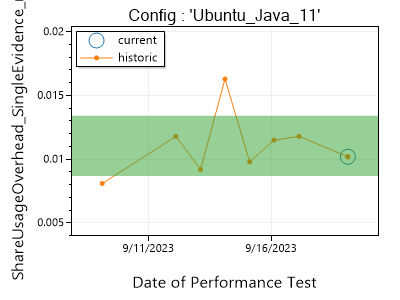 Config : 'Ubuntu_Java_11'
0.02
current
historic
0.015
0.01
0.005
ShareUsageOverhead_SingleEvidence_
9/11/2023
9/16/2023
Date of Performance Test